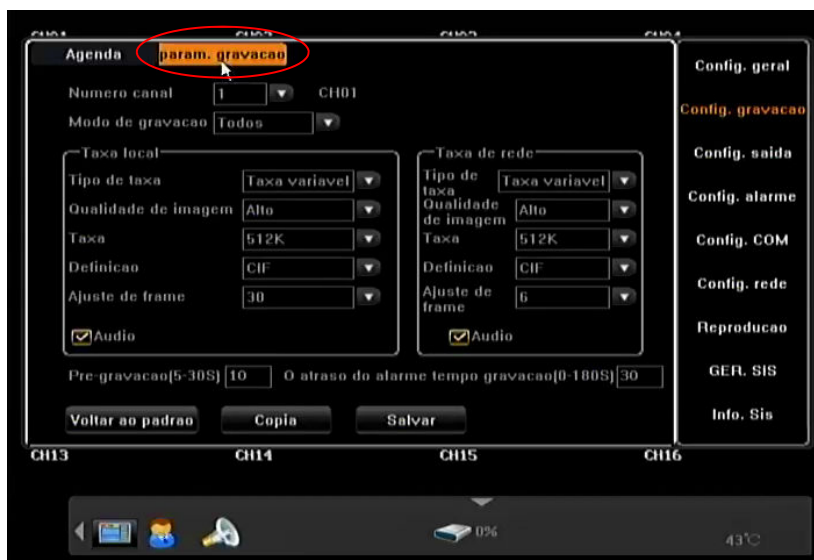 Agenda param. gravacao
Numero canal 1 CH01
Modo de gravacao Todos
Taxa local
Tipo de taxa Taxa variavel
Qualidade de imagem Alto
Taxa 512K
Definicao CIF
Ajuste de frame 30
Audio
Taxa de rede
Tipo de taxa Taxa variavel
Qualidade de imagem Alto
Taxa 512K
Definicao CIF
Ajuste de frame 6
Audio
Pre-gravacao(5-30S) 10 O atraso do alarme tempo gravacao(0-180S) 30
Voltar ao padrao Copia Salvar
Config. geral
Config. gravacao
Config. saida
Config. alarme
Config. COM
Config. rede
Reproducao
GER. SIS
Info. Sis
CH13 CH14 CH15 CH16
0% 43°C